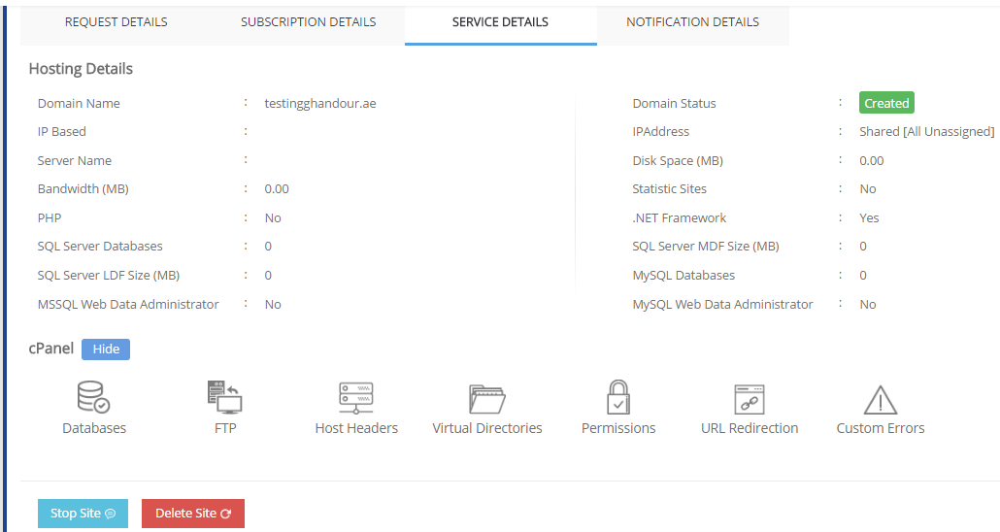 REQUEST DETAILS SUBSCRIPTION DETAILS SERVICE DETAILS NOTIFICATION DETAILS
Hosting Details
Domain Name : testingghandour.ae Domain Status : Created
IP Based : IPAddress : Shared [All Unassigned]
Server Name : Disk Space (MB) : 0.00
Bandwidth (MB) : 0.00 Statistic Sites : No
PHP : No .NET Framework : Yes
SQL Server Databases : 0 SQL Server MDF Size (MB) : 0
SQL Server LDF Size (MB) : 0 MySQL Databases : 0
MSSQL Web Data Administrator : No MySQL Web Data Administrator : No
cPanel Hide
Databases FTP Host Headers Virtual Directories Permissions URL Redirection Custom Errors
Stop Site Delete Site